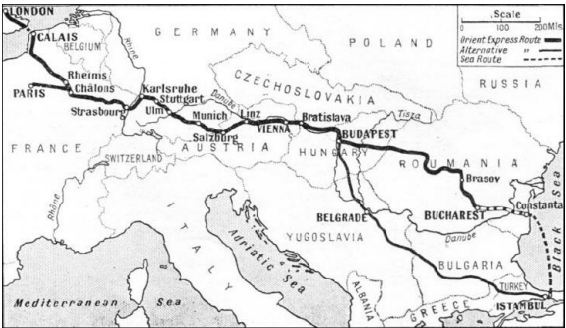 LONDON
CALAIS
BELGIUM
Rhine
GERMANY
POLAND
Scale
0 100 200 Mls
Orient Express Route
Alternative "
Sea Route
RUSSIA
PARIS
Rheims
Châlons
Strasbourg
Karlsruhe
Stuttgart
Ulm
Munich
Salzburg
Danube
Linz
VIENNA
CZECHOSLOVAKIA
Bratislava
Tisza
BUDAPEST
FRANCE
SWITZERLAND
AUSTRIA
HUNGARY
ROUMANIA
Brasov
BUCHAREST
Constanta
Rhône
ITALY
Adriatic Sea
BELGRADE
YUGOSLAVIA
Danube
BULGARIA
Black Sea
ALBANIA
GREECE
TURKEY
ISTANBUL
Mediterranean Sea